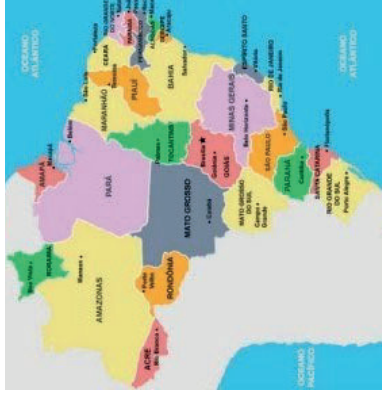 OCEANO
ATLÂNTICO
Boa Vista
RORAIMA
AMAPÁ
Macapá
Belém
São Luís
Fortaleza
Manaus
AMAZONAS
PARÁ
MARANHÃO
Teresina
CEARÁ
PIAUÍ
ACRE
Rio Branco
Porto
Velho
RONDÔNIA
Palmas
TOCANTINS
BAHIA
Salvador
MATO GROSSO
Cuiabá
Brasília
Goiânia
GOIÁS
MINAS GERAIS
Belo Horizonte
ESPÍRITO SANTO
Vitória
MATO GROSSO
DO SUL
Campo
Grande
SÃO PAULO
São Paulo
RIO DE JANEIRO
Rio de Janeiro
PARANÁ
Curitiba
SANTA CATARINA
Florianópolis
RIO GRANDE
DO SUL
Porto Alegre
OCEANO
PACÍFICO
OCEANO
ATLÂNTICO